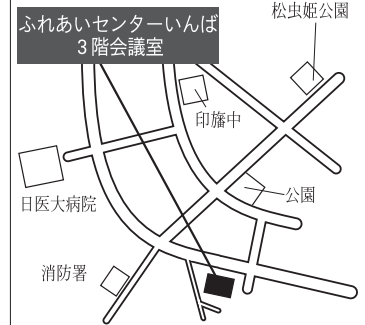 ふれあいセンターいんば
３階会議室
松虫姫公園
印旛中
公園
日医大病院
消防署